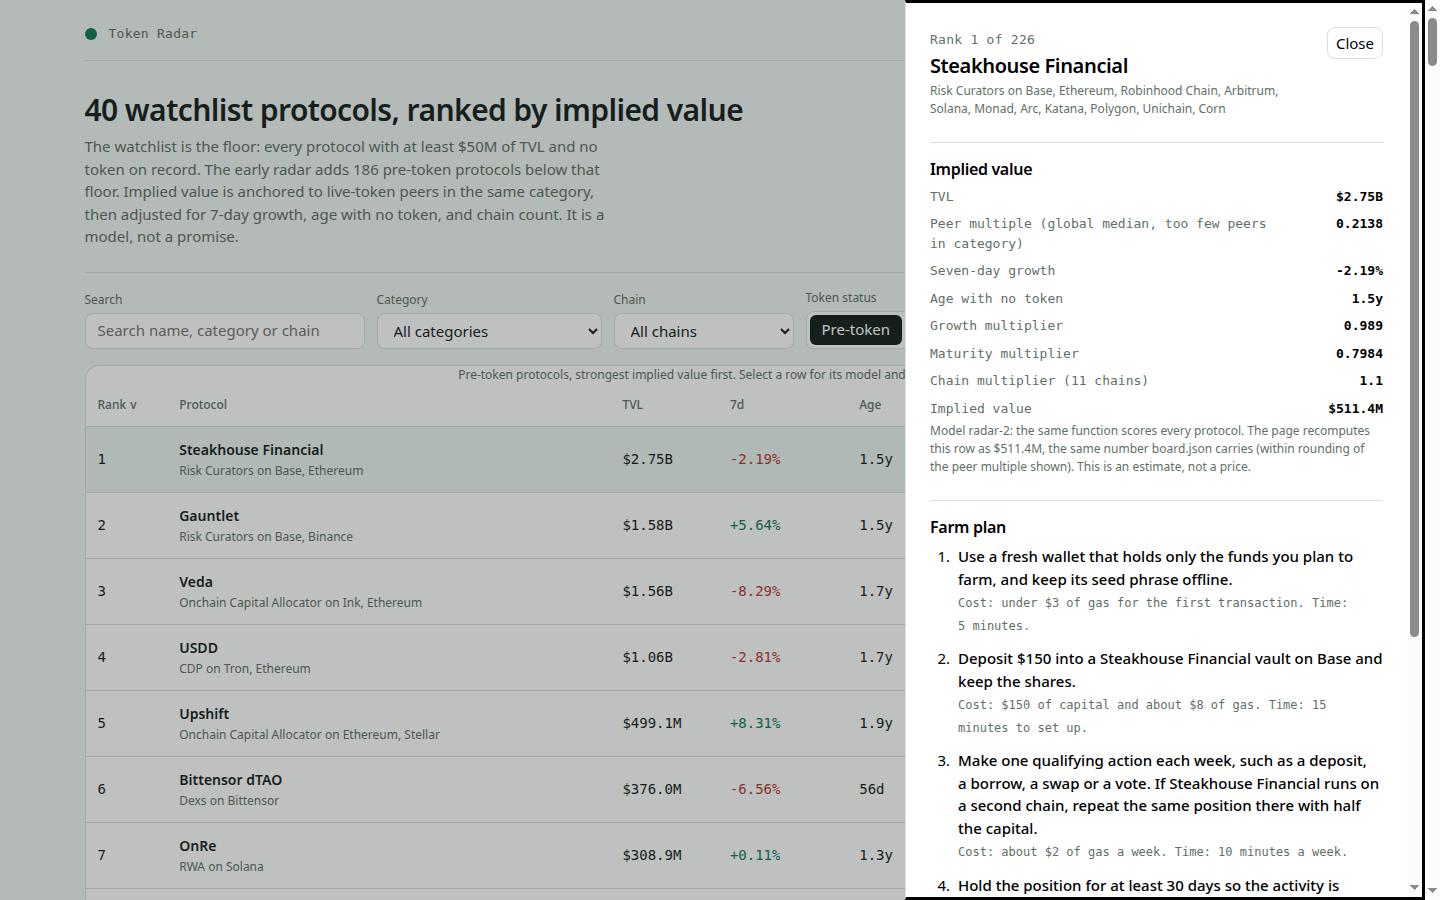 Token Radar
40 watchlist protocols, ranked by implied value
The watchlist is the floor: every protocol with at least $50M of TVL and no
token on record. The early radar adds 186 pre-token protocols below that
floor. Implied value is anchored to live-token peers in the same category,
then adjusted for 7-day growth, age with no token, and chain count. It is a
model, not a promise.
Search
Category
Chain
Token status
Search name, category or chain
All categories
All chains
Pre-token
Pre-token protocols, strongest implied value first. Select a row for its model and
Rank v
Protocol
TVL
7d
Age
1
Steakhouse Financial
Risk Curators on Base, Ethereum
$2.75B
-2.19%
1.5y
2
Gauntlet
Risk Curators on Base, Binance
$1.58B
+5.64%
1.5y
3
Veda
Onchain Capital Allocator on Ink, Ethereum
$1.56B
-8.29%
1.7y
4
USDD
CDP on Tron, Ethereum
$1.06B
-2.81%
1.7y
5
Upshift
Onchain Capital Allocator on Ethereum, Stellar
$499.1M
+8.31%
1.9y
6
Bittensor dTAO
Dexs on Bittensor
$376.0M
-6.56%
56d
7
OnRe
RWA on Solana
$308.9M
+0.11%
1.3y
Rank 1 of 226
Close
Steakhouse Financial
Risk Curators on Base, Ethereum, Robinhood Chain, Arbitrum,
Solana, Monad, Arc, Katana, Polygon, Unichain, Corn
Implied value
TVL
$2.75B
Peer multiple (global median, too few peers
in category)
0.2138
Seven-day growth
-2.19%
Age with no token
1.5y
Growth multiplier
0.989
Maturity multiplier
0.7984
Chain multiplier (11 chains)
1.1
Implied value
$511.4M
Model radar-2: the same function scores every protocol. The page recomputes
this row as $511.4M, the same number board.json carries (within rounding of
the peer multiple shown). This is an estimate, not a price.
Farm plan
1. Use a fresh wallet that holds only the funds you plan to
farm, and keep its seed phrase offline.
Cost: under $3 of gas for the first transaction. Time:
5 minutes.
2. Deposit $150 into a Steakhouse Financial vault on Base and
keep the shares.
Cost: $150 of capital and about $8 of gas. Time: 15
minutes to set up.
3. Make one qualifying action each week, such as a deposit,
a borrow, a swap or a vote. If Steakhouse Financial runs on
a second chain, repeat the same position there with half
the capital.
Cost: about $2 of gas a week. Time: 10 minutes a week.
4. Hold the position for at least 30 days so the activity is